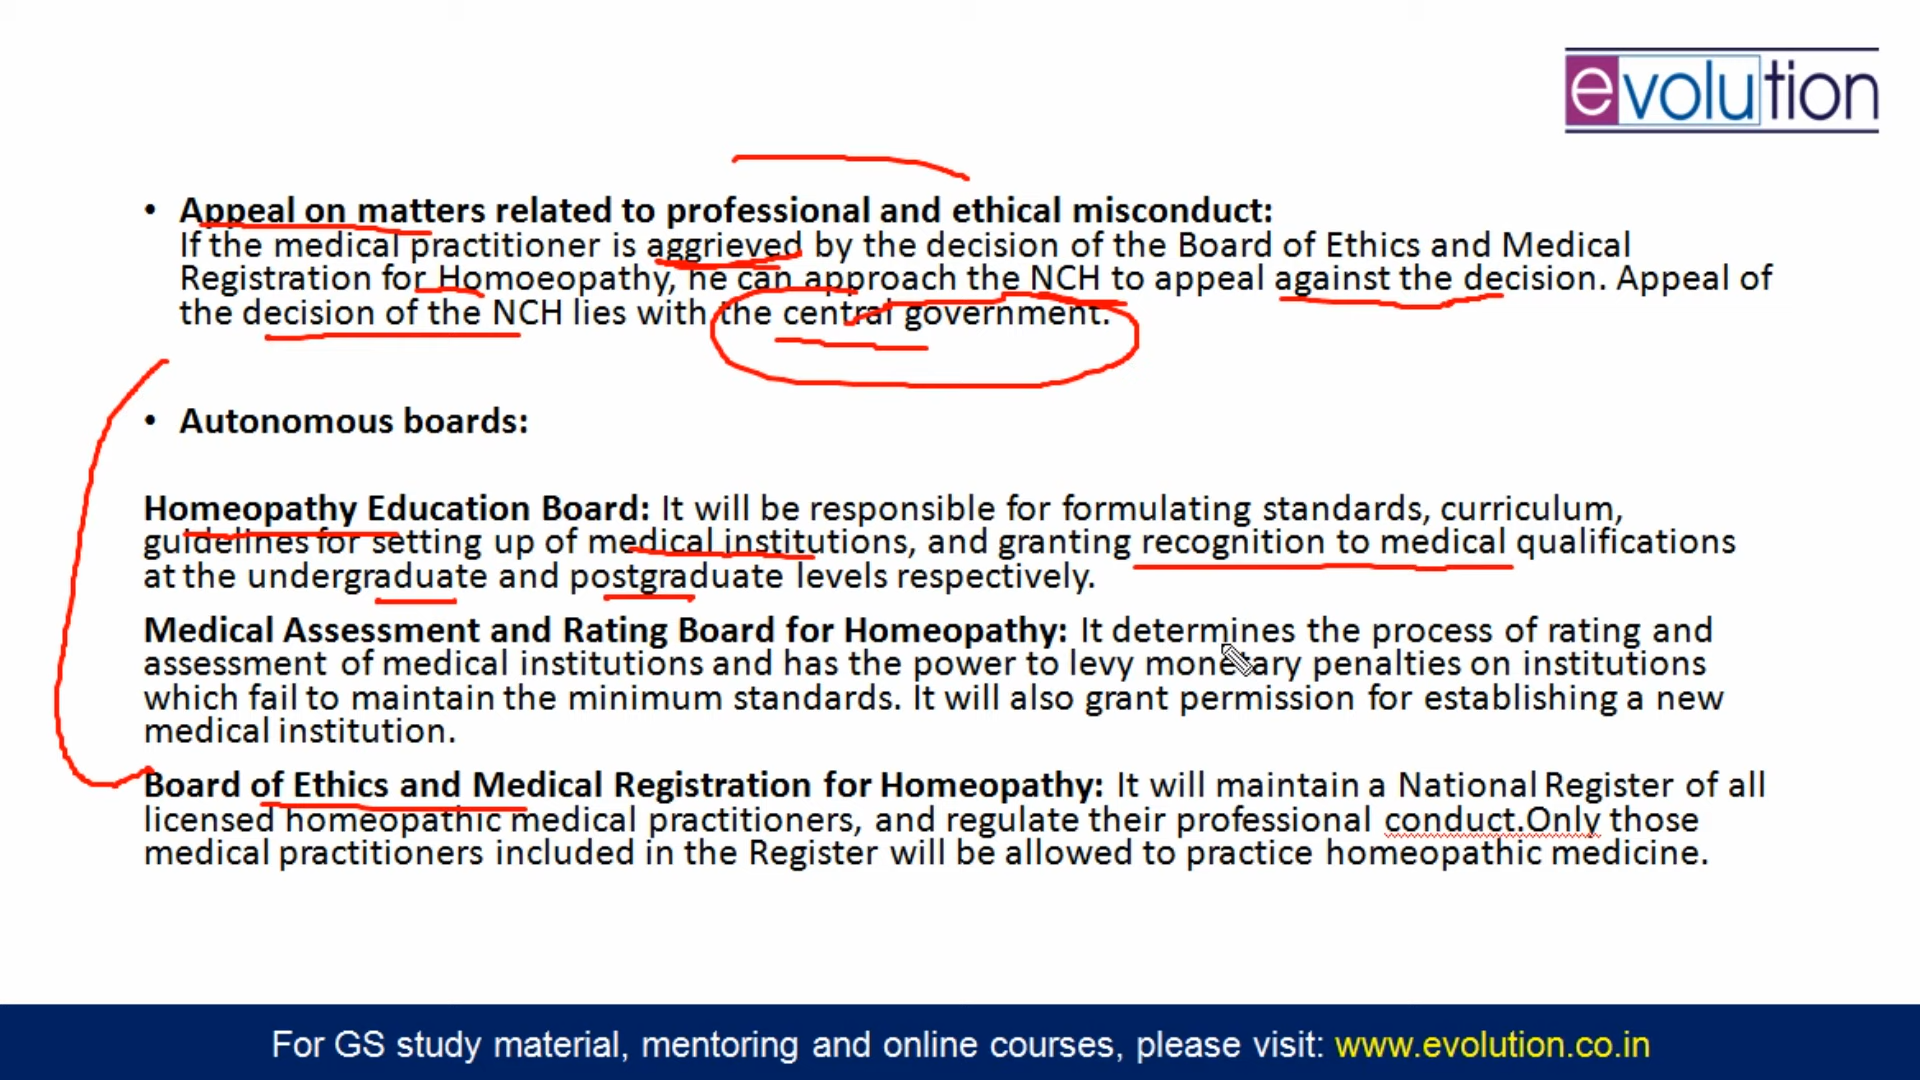 evolution
• Appeal on matters related to professional and ethical misconduct:
If the medical practitioner is aggrieved by the decision of the Board of Ethics and Medical
Registration for Homoeopathy, he can approach the NCH to appeal against the decision. Appeal of
the decision of the NCH lies with the central government.
• Autonomous boards:
Homeopathy Education Board: It will be responsible for formulating standards, curriculum,
guidelines for setting up of medical institutions, and granting recognition to medical qualifications
at the undergraduate and postgraduate levels respectively.
Medical Assessment and Rating Board for Homeopathy: It determines the process of rating and
assessment of medical institutions and has the power to levy monetary penalties on institutions
which fail to maintain the minimum standards. It will also grant permission for establishing a new
medical institution.
Board of Ethics and Medical Registration for Homeopathy: It will maintain a National Register of all
licensed homeopathic medical practitioners, and regulate their professional conduct.Only those
medical practitioners included in the Register will be allowed to practice homeopathic medicine.
For GS study material, mentoring and online courses, please visit: www.evolution.co.in